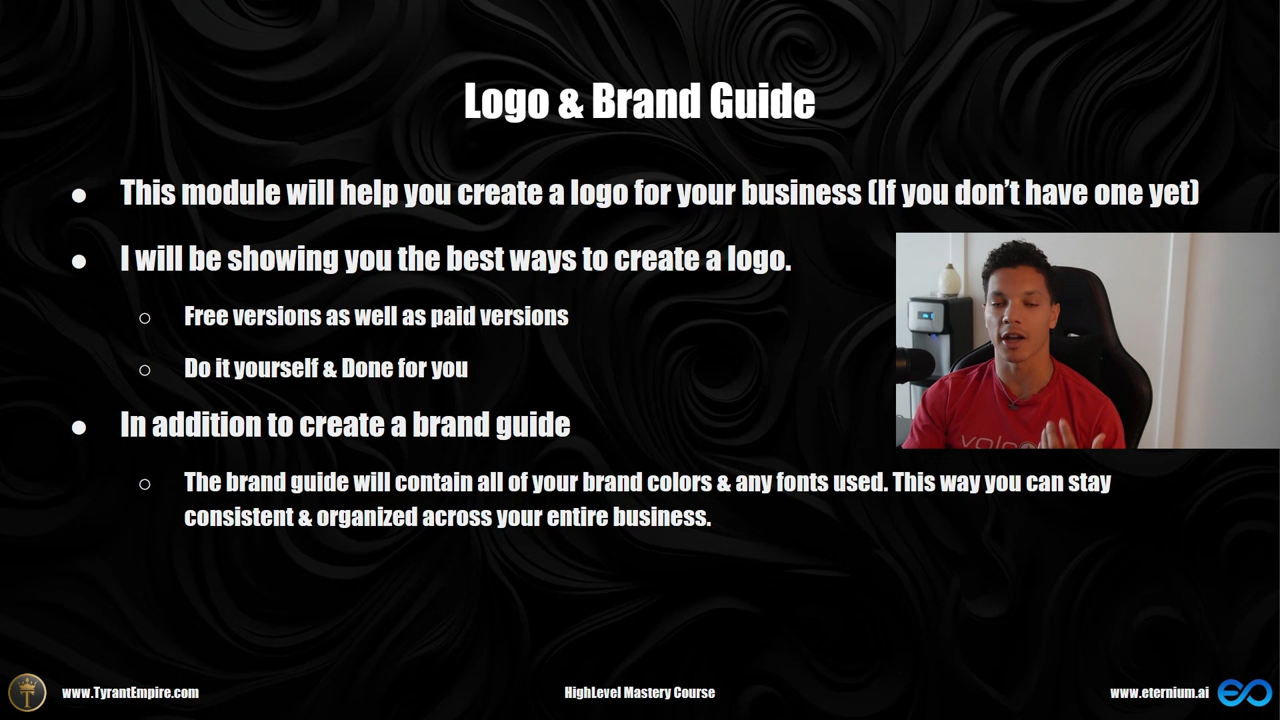 Logo & Brand Guide
● This module will help you create a logo for your business (If you don’t have one yet)
● I will be showing you the best ways to create a logo.
○ Free versions as well as paid versions
○ Do it yourself & Done for you
● In addition to create a brand guide
○ The brand guide will contain all of your brand colors & any fonts used. This way you can stay
consistent & organized across your entire business.
T
www.TyrantEmpire.com
HighLevel Mastery Course
www.eternium.ai